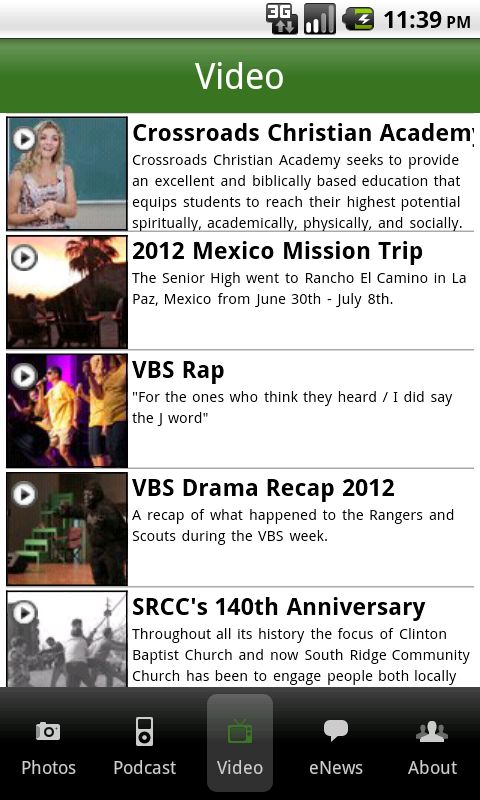 3G 11:39 PM
Video
Crossroads Christian Academy
Crossroads Christian Academy seeks to provide
an excellent and biblically based education that
equips students to reach their highest potential
spiritually, academically, physically, and socially.
2012 Mexico Mission Trip
The Senior High went to Rancho El Camino in La
Paz, Mexico from June 30th - July 8th.
VBS Rap
"For the ones who think they heard / I did say
the J word"
VBS Drama Recap 2012
A recap of what happened to the Rangers and
Scouts during the VBS week.
SRCC's 140th Anniversary
Throughout all its history the focus of Clinton
Baptist Church and now South Ridge Community
Church has been to engage people both locally
Photos Podcast Video eNews About